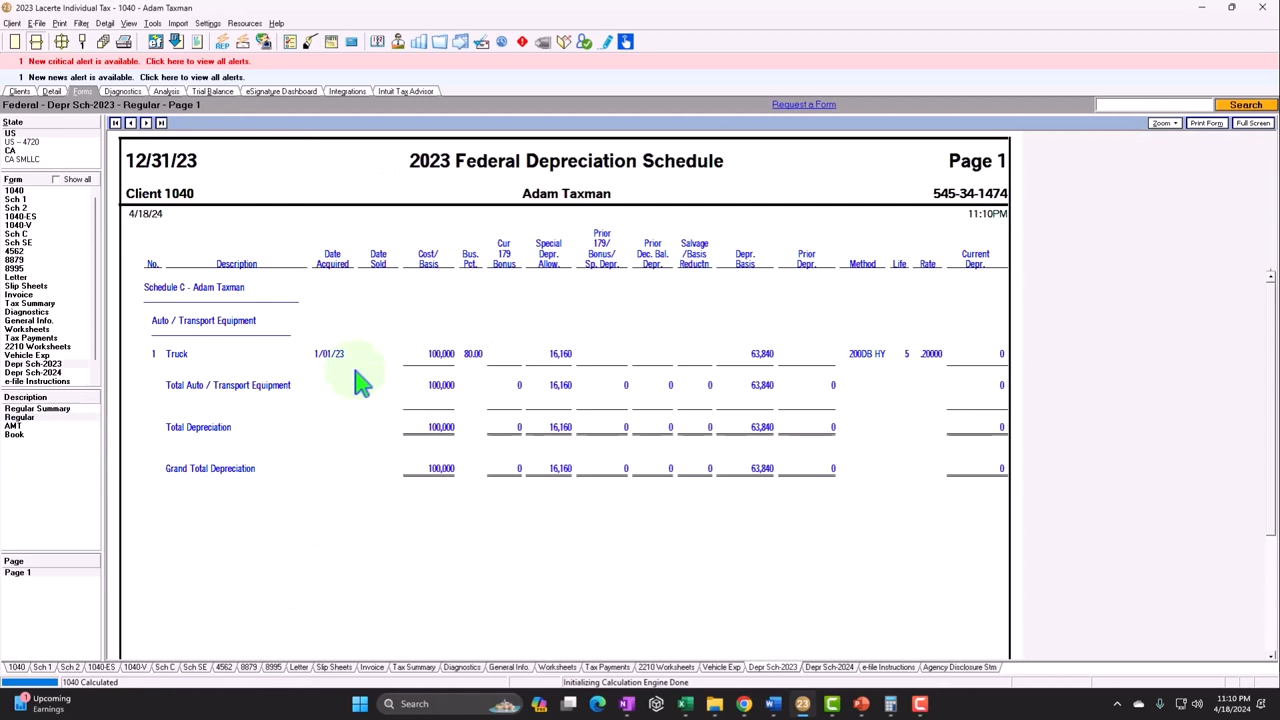 2023 Lacerte Individual Tax - 1040 - Adam Taxman
Client E-File Print Filter Detail View Tools Import Settings Resources Help
1 New critical alert is available. Click here to view all alerts.
1 New news alert is available. Click here to view all alerts.
Clients Detail Forms Diagnostics Analysis Trial Balance eSignature Dashboard Integrations Intuit Tax Advisor
Federal - Depr Sch-2023 - Regular - Page 1 Request a Form Search
State
US
US - 4720
CA
CA SMLLC
Form Show all
1040
Sch 1
Sch 2
1040-ES
1040-V
Sch C
Sch SE
4562
8879
8995
Letter
Slip Sheets
Invoice
Tax Summary
Diagnostics
General Info.
Worksheets
Tax Payments
2210 Worksheets
Vehicle Exp
Depr Sch-2023
Depr Sch-2024
e-file Instructions
Description
Regular Summary
Regular
AMT
Book
Page
Page 1
Zoom Print Form Full Screen
12/31/23 2023 Federal Depreciation Schedule Page 1
Client 1040 Adam Taxman 545-34-1474
4/18/24 11:10PM
Prior
Date Date Cost/ Bus. Cur Special 179/ Prior Salvage Depr. Prior Current
179 Depr. Bonus/ Dec. Bal. /Basis
No. Description Acquired Sold Basis Pct. Bonus Allow. Sp. Depr. Depr. Reductn Basis Depr. Method Life Rate Depr.
Schedule C - Adam Taxman
Auto / Transport Equipment
1 Truck 1/01/23 100,000 80.00 16,160 63,840 200DB HY 5 .20000 0
Total Auto / Transport Equipment 100,000 0 16,160 0 0 0 63,840 0 0
Total Depreciation 100,000 0 16,160 0 0 0 63,840 0 0
Grand Total Depreciation 100,000 0 16,160 0 0 0 63,840 0 0
1040 Sch 1 Sch 2 1040-ES 1040-V Sch C Sch SE 4562 8879 8995 Letter Slip Sheets Invoice Tax Summary Diagnostics General Info. Worksheets Tax Payments 2210 Worksheets Vehicle Exp Depr Sch-2023 Depr Sch-2024 e-file Instructions Agency Disclosure Stm
1040 Calculated Initializing Calculation Engine Done
Upcoming
Earnings
Search
11:10 PM
4/18/2024